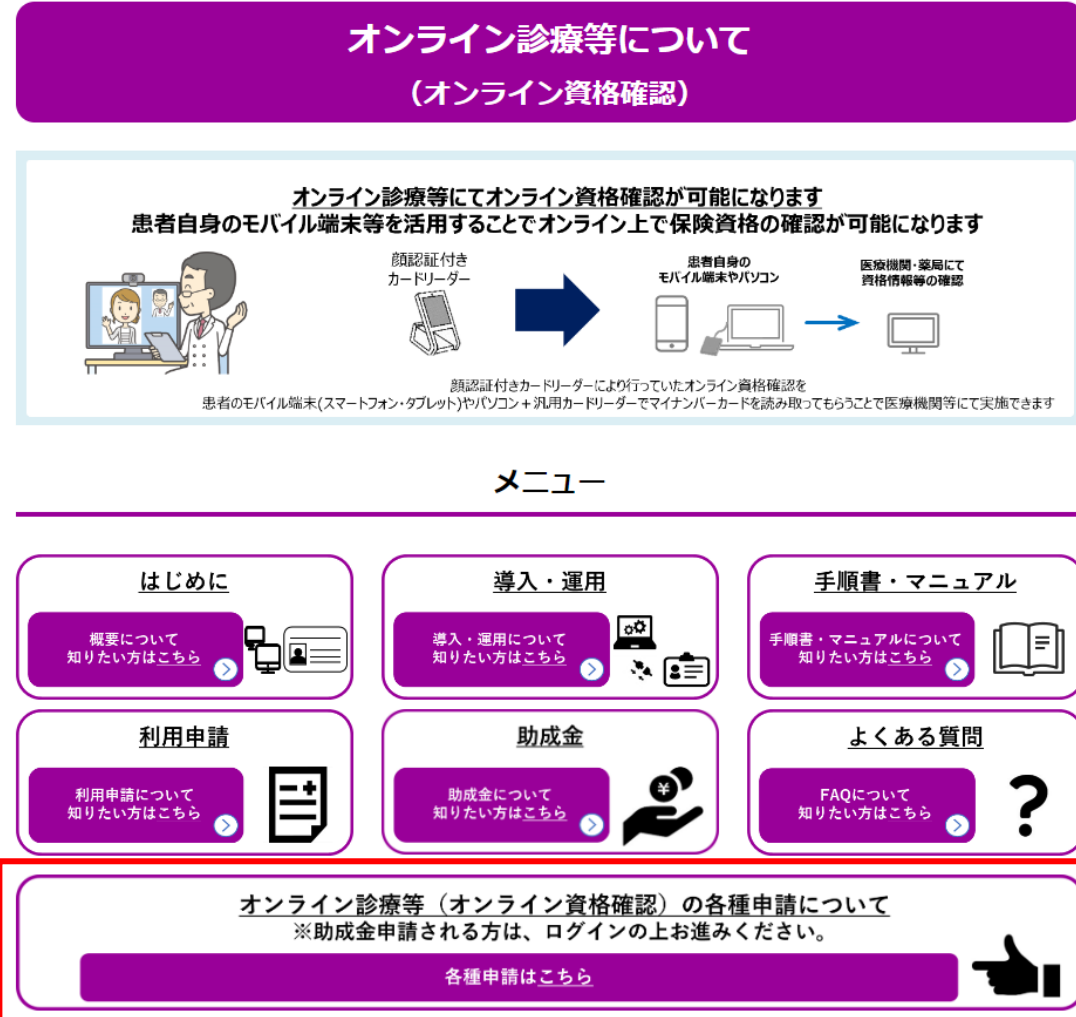 オンライン診療等について
（オンライン資格確認）
オンライン診療等にてオンライン資格確認が可能になります
患者自身のモバイル端末等を活用することでオンライン上で保険資格の確認が可能になります
顔認証付き
カードリーダー
患者自身の
モバイル端末やパソコン
医療機関・薬局にて
資格情報等の確認
顔認証付きカードリーダーにより行っていたオンライン資格確認を
患者のモバイル端末(スマートフォン・タブレット)やパソコン＋汎用カードリーダーでマイナンバーカードを読み取ってもらうことで医療機関等にて実施できます
メニュー
はじめに
概要について
知りたい方はこちら
導入・運用
導入・運用について
知りたい方はこちら
手順書・マニュアル
手順書・マニュアルについて
知りたい方はこちら
利用申請
利用申請について
知りたい方はこちら
助成金
助成金について
知りたい方はこちら
よくある質問
FAQについて
知りたい方はこちら
オンライン診療等（オンライン資格確認）の各種申請について
※助成金申請される方は、ログインの上お進みください。
各種申請はこちら